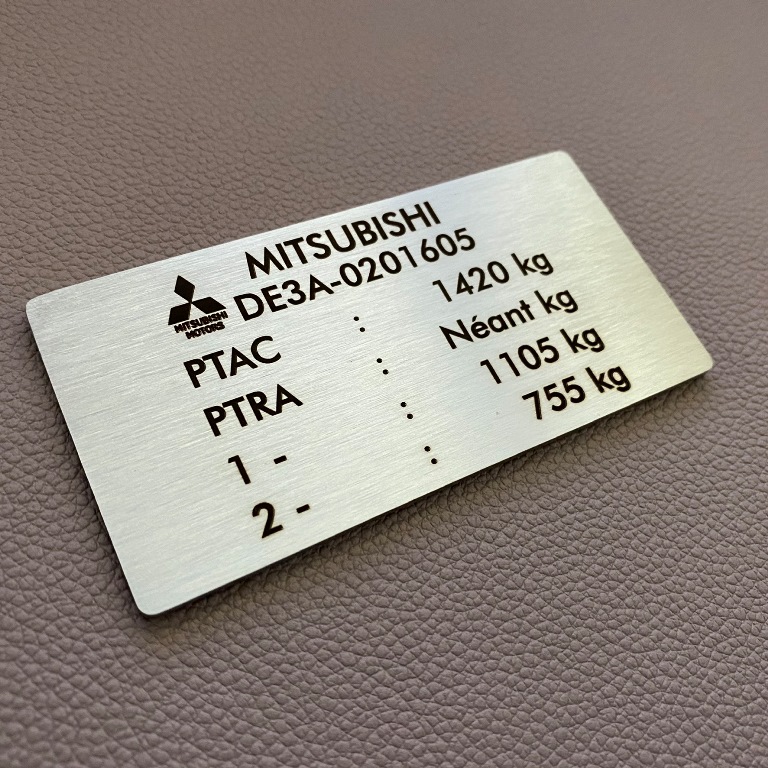 MITSUBISHI
DE3A-0201605
MITSUBISHI
MOTORS
PTAC : 1420 kg
PTRA : Néant kg
1 - : 1105 kg
2 - : 755 kg